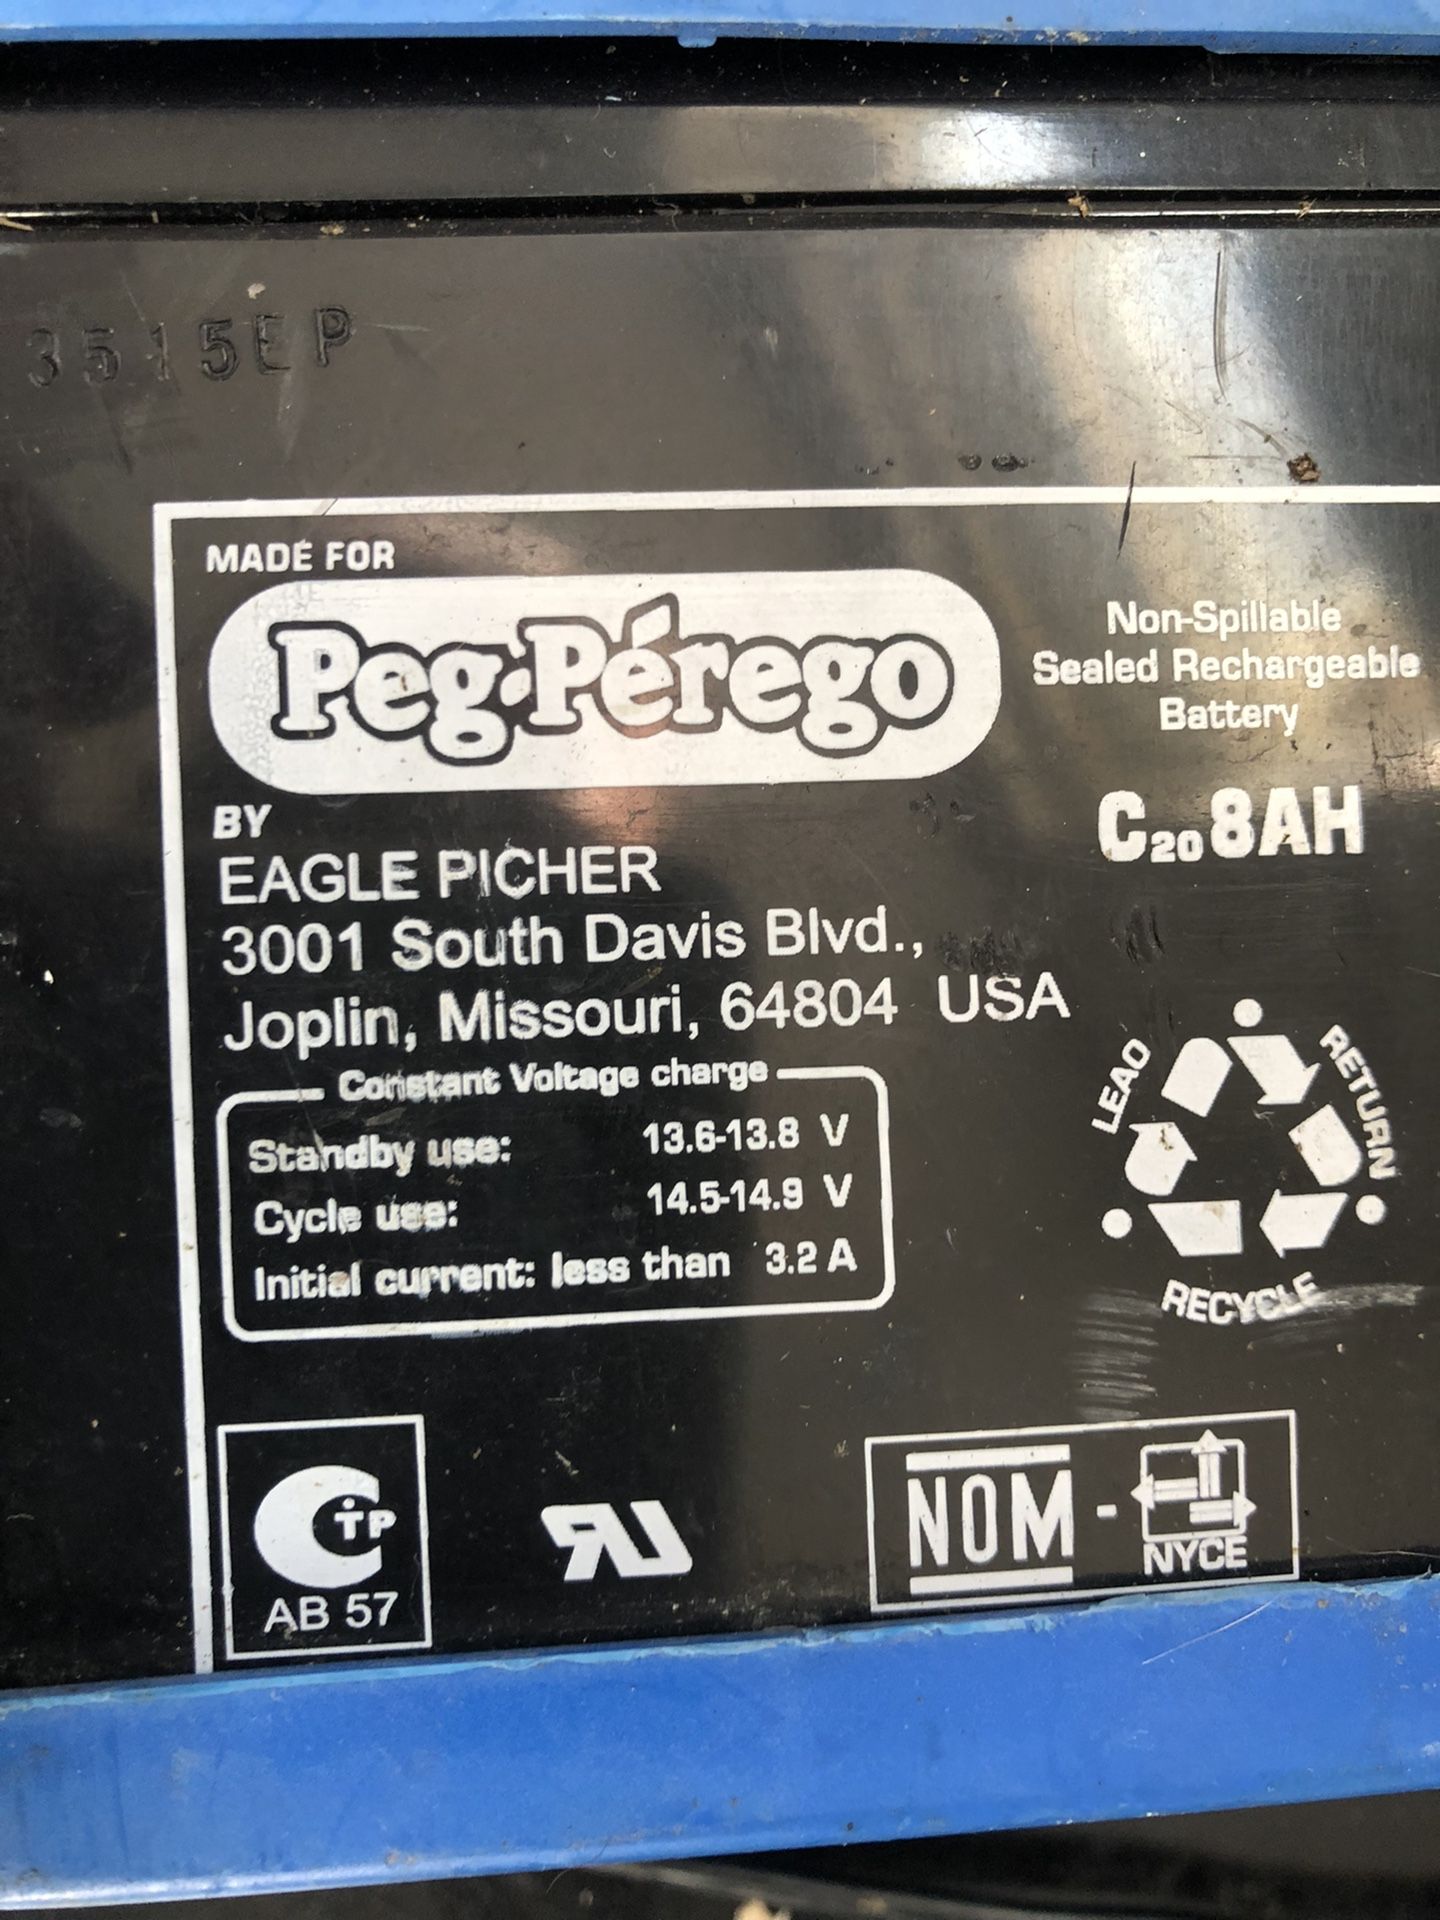 3515EP
MADE FOR
Peg-Pérego
BY
EAGLE PICHER
3001 South Davis Blvd.,
Joplin, Missouri, 64804 USA
Non-Spillable
Sealed Rechargeable
Battery
C20 8AH
Constant Voltage charge
Standby use: 13.6-13.8 V
Cycle use: 14.5-14.9 V
Initial current: less than 3.2 A
LEAD
RETURN
RECYCLE
CTP
AB 57
RU
NOM -
NYCE